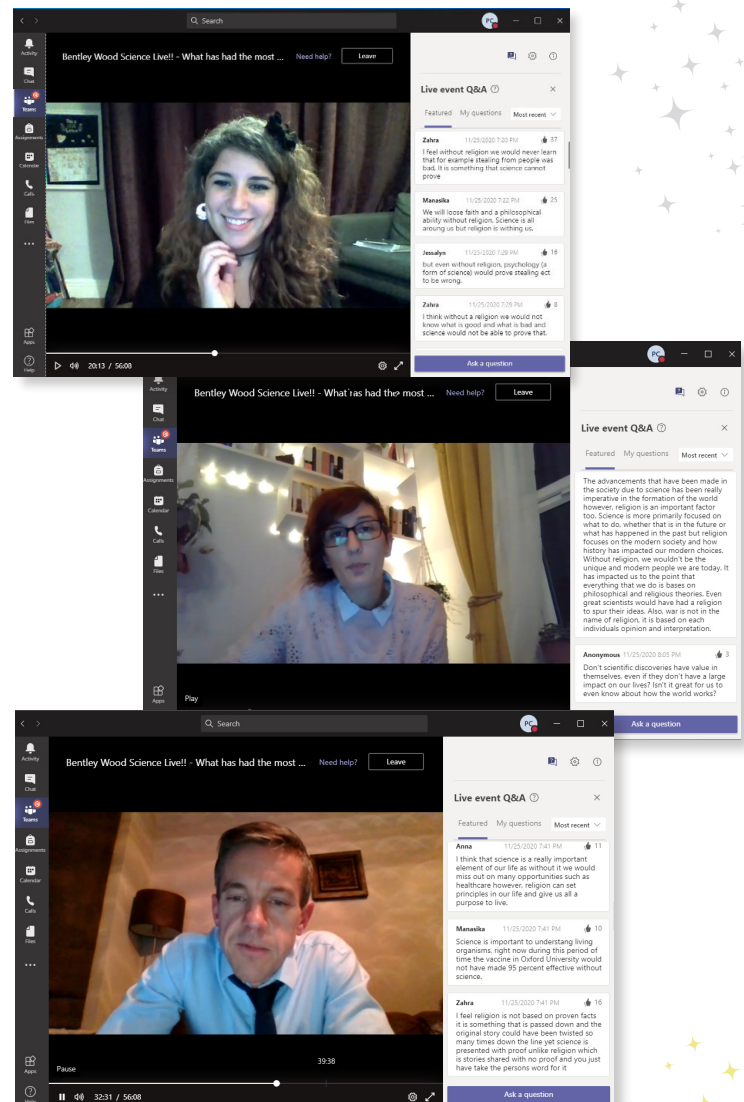 Search
PC
Activity
Chat
Teams
Assignments
Calendar
Calls
Files
Apps
Help
Bentley Wood Science Live!! - What has had the most ...
Need help?
Leave
20:13 / 56:08
Live event Q&A
Featured
My questions
Most recent
Zahra
11/25/2020 7:20 PM
37
I feel without religion we would never learn
that for example stealing from people was
bad, It is something that science cannot
prove
Manasika
11/25/2020 7:22 PM
25
We will loose faith and a philosophical
ability without religion. Science is all
aroung us but religion is withing us.
Jessalyn
11/25/2020 7:29 PM
16
but even without religion, psychology (a
form of science) would prove stealing ect
to be wrong.
Zahra
11/25/2020 7:29 PM
8
I think without a religion we would not
know what is good and what is bad and
science would not be able to prove that.
Ask a question
PC
Activity
Chat
Teams
Assignments
Calendar
Calls
Files
Apps
Bentley Wood Science Live!! - What has had the most ...
Need help?
Leave
Play
Live event Q&A
Featured
My questions
Most recent
The advancements that have been made in
the society due to science has been really
imperative in the formation of the world
however, religion is an important factor
too. Science is more primarily focused on
what to do, whether that is in the future or
what has happened in the past but religion
focuses on the modern society and how
history has impacted our modern choices.
Without religion, we wouldn't be the
unique and modern people we are today. It
has impacted us to the point that
everything that we do is bases on
philosophical and religious theories. Even
great scientists would have had a religion
to spur their ideas. Also, war is not in the
name of religion, it is based on each
individuals opinion and interpretation.
Anonymous
11/25/2020 8:05 PM
3
Don't scientific discoveries have value in
themselves, even if they don't have a large
impact on our lives? Isn't it great for us to
even know about how the world works?
Ask a question
Search
PC
Activity
Chat
Teams
Assignments
Calendar
Calls
Files
Apps
Help
Bentley Wood Science Live!! - What has had the most ...
Need help?
Leave
Pause
39:38
32:31 / 56:08
Live event Q&A
Featured
My questions
Most recent
Anna
11/25/2020 7:41 PM
11
I think that science is a really important
element of our life as without it we would
miss out on many opportunities such as
healthcare however, religion can set
principles in our life and give us all a
purpose to live.
Manasika
11/25/2020 7:41 PM
10
Science is important to understang living
organisms, right now during this period of
time the vaccine in Oxford University would
not have made 95 percent effective without
science.
Zahra
11/25/2020 7:41 PM
16
I feel religion is not based on proven facts
it is something that is passed down and the
original story could have been twisted so
many times down the line yet science is
presented with proof unlike religion which
is stories shared with no proof and you just
have take the persons word for it
Ask a question